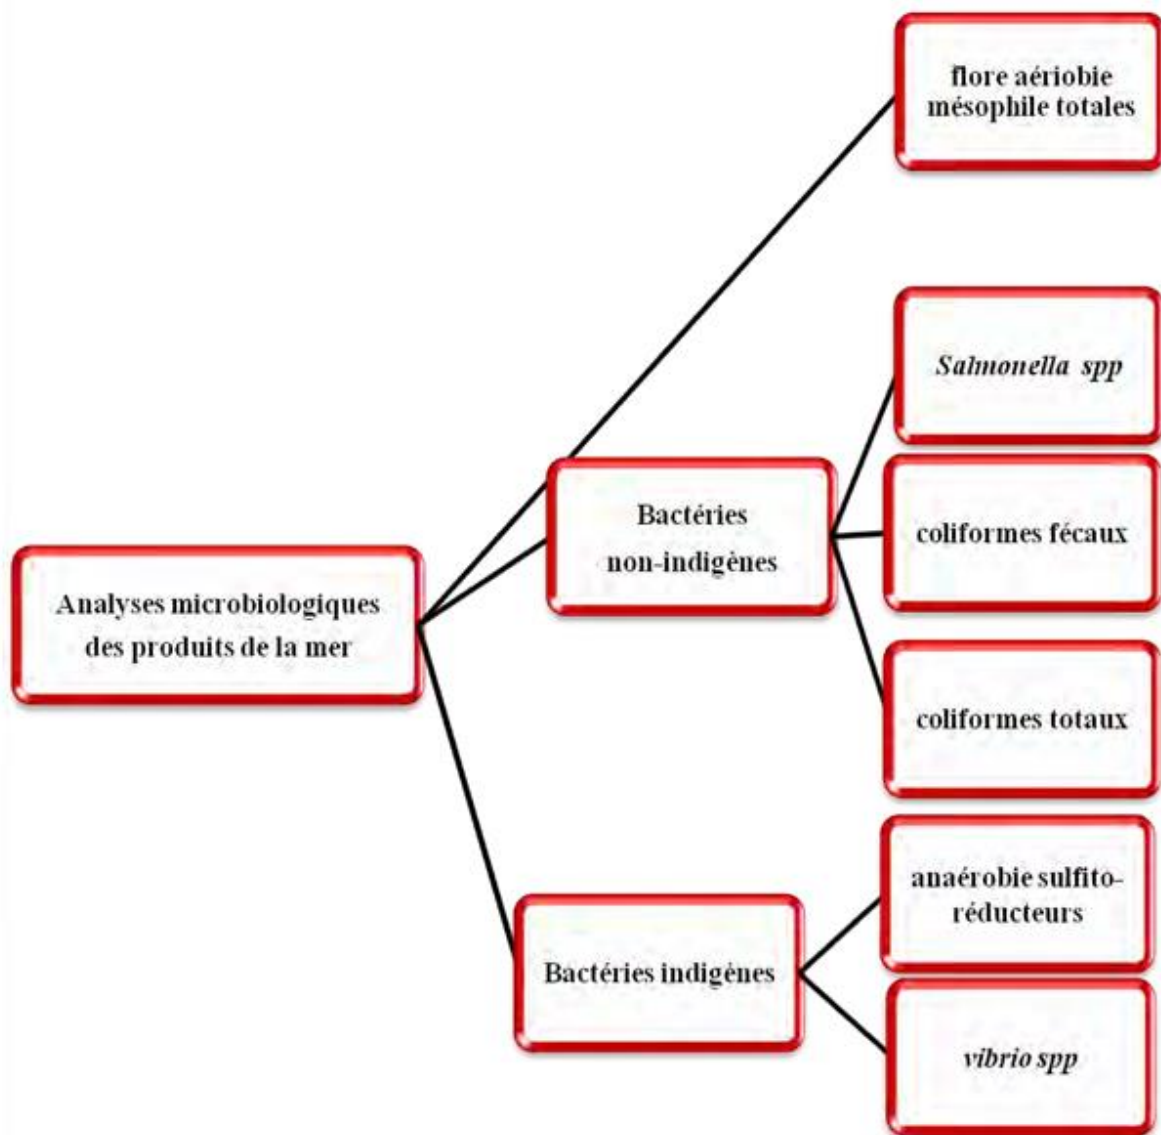 flore aériobie
mésophile totales
Salmonella spp
Bactéries
non-indigènes
coliformes fécaux
Analyses microbiologiques
des produits de la mer
coliformes totaux
anaérobie sulfito-
réducteurs
Bactéries indigènes
vibrio spp